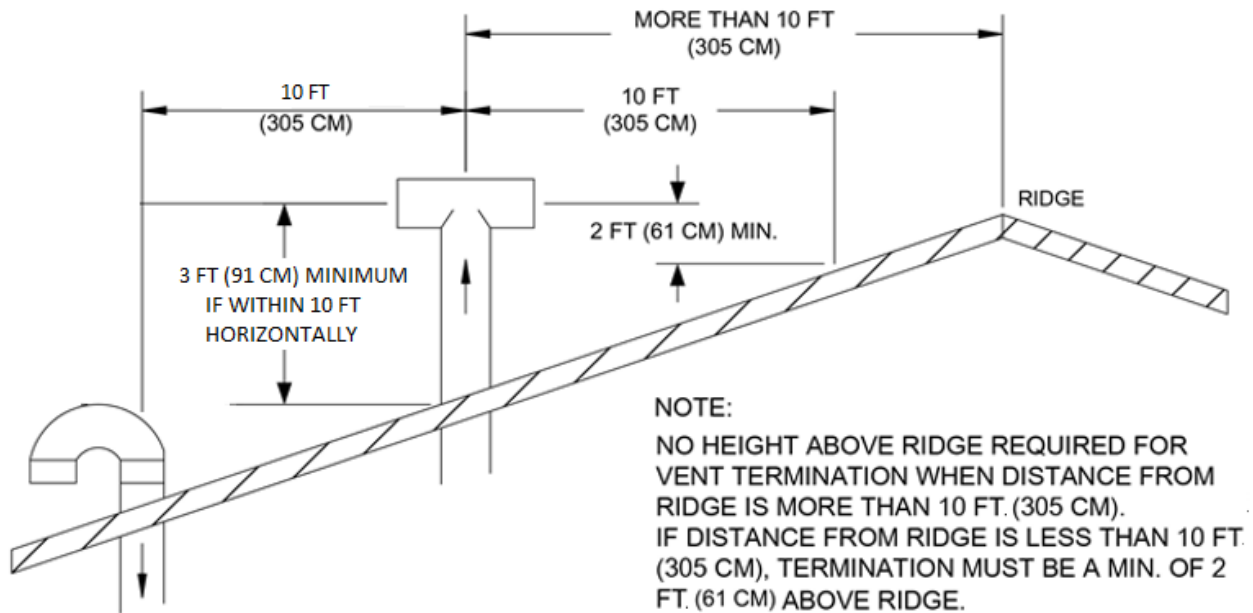 MORE THAN 10 FT
(305 CM)
10 FT
(305 CM)
10 FT
(305 CM)
RIDGE
2 FT (61 CM) MIN.
3 FT (91 CM) MINIMUM
IF WITHIN 10 FT
HORIZONTALLY
NOTE:
NO HEIGHT ABOVE RIDGE REQUIRED FOR
VENT TERMINATION WHEN DISTANCE FROM
RIDGE IS MORE THAN 10 FT. (305 CM).
IF DISTANCE FROM RIDGE IS LESS THAN 10 FT.
(305 CM), TERMINATION MUST BE A MIN. OF 2
FT. (61 CM) ABOVE RIDGE.